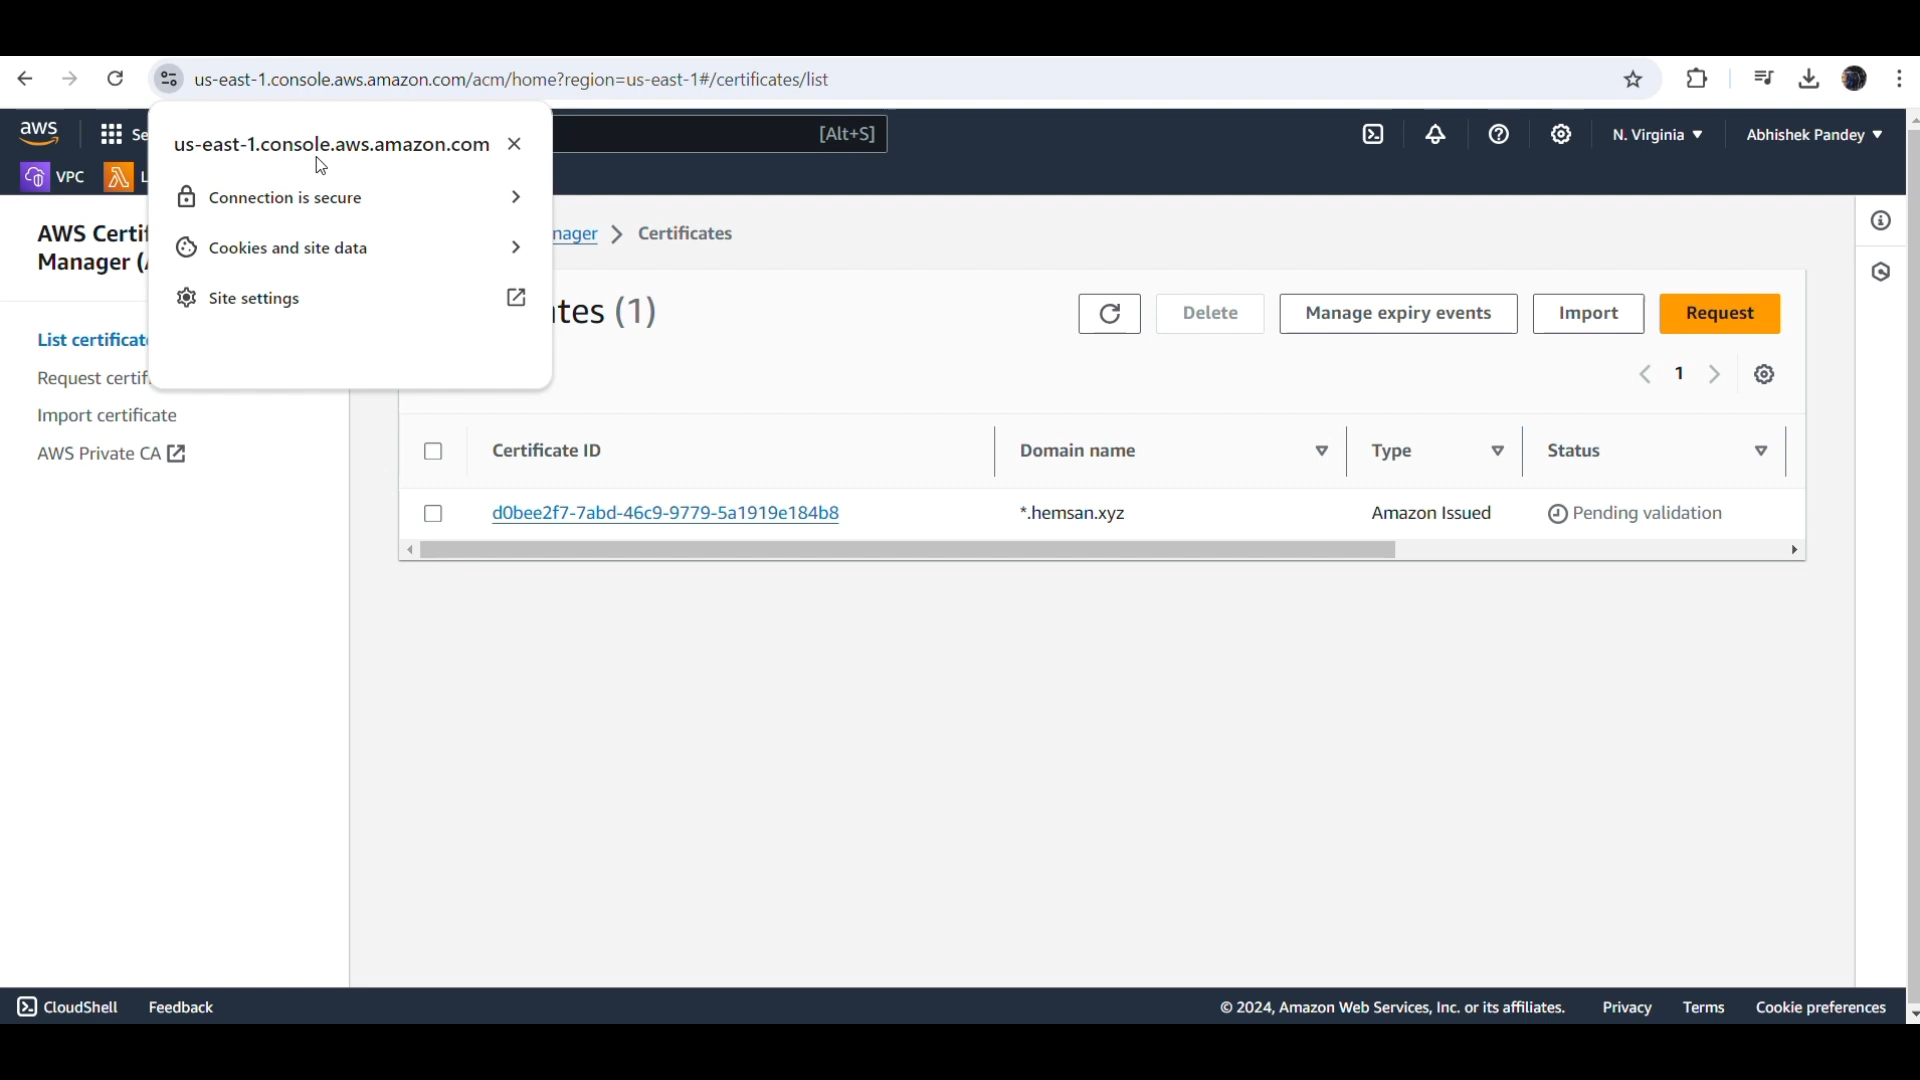 us-east-1.console.aws.amazon.com/acm/home?region=us-east-1#/certificates/list
aws
Se
[Alt+S]
N. Virginia
Abhishek Pandey
us-east-1.console.aws.amazon.com
VPC
L
Connection is secure
Cookies and site data
Site settings
AWS Certif
Manager (A
nager
Certificates
tes (1)
Delete
Manage expiry events
Import
Request
List certificate
Request certif
Import certificate
AWS Private CA
1
Certificate ID
Domain name
Type
Status
d0bee2f7-7abd-46c9-9779-5a1919e184b8
*.hemsan.xyz
Amazon Issued
Pending validation
CloudShell
Feedback
© 2024, Amazon Web Services, Inc. or its affiliates.
Privacy
Terms
Cookie preferences